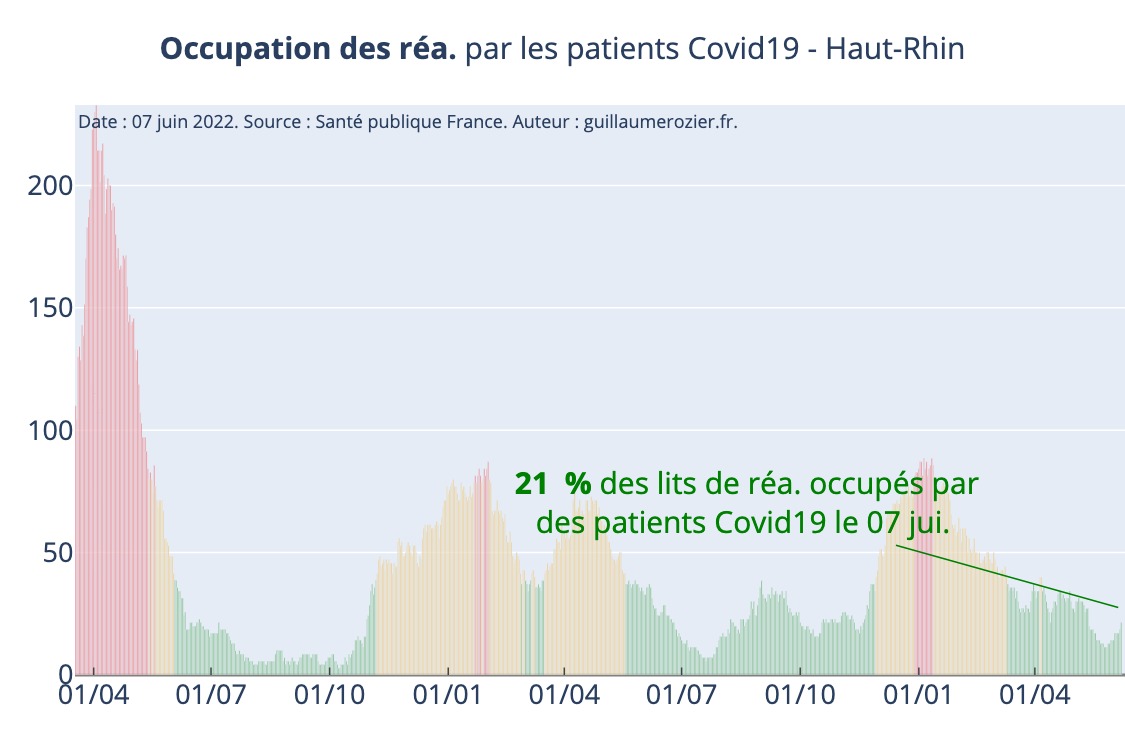 Occupation des réa. par les patients Covid19 - Haut-Rhin
Date : 07 juin 2022. Source : Santé publique France. Auteur : guillaumerozier.fr.
200
150
100
50
0
21  % des lits de réa. occupés par
des patients Covid19 le 07 jui.
01/04 01/07 01/10 01/01 01/04 01/07 01/10 01/01 01/04